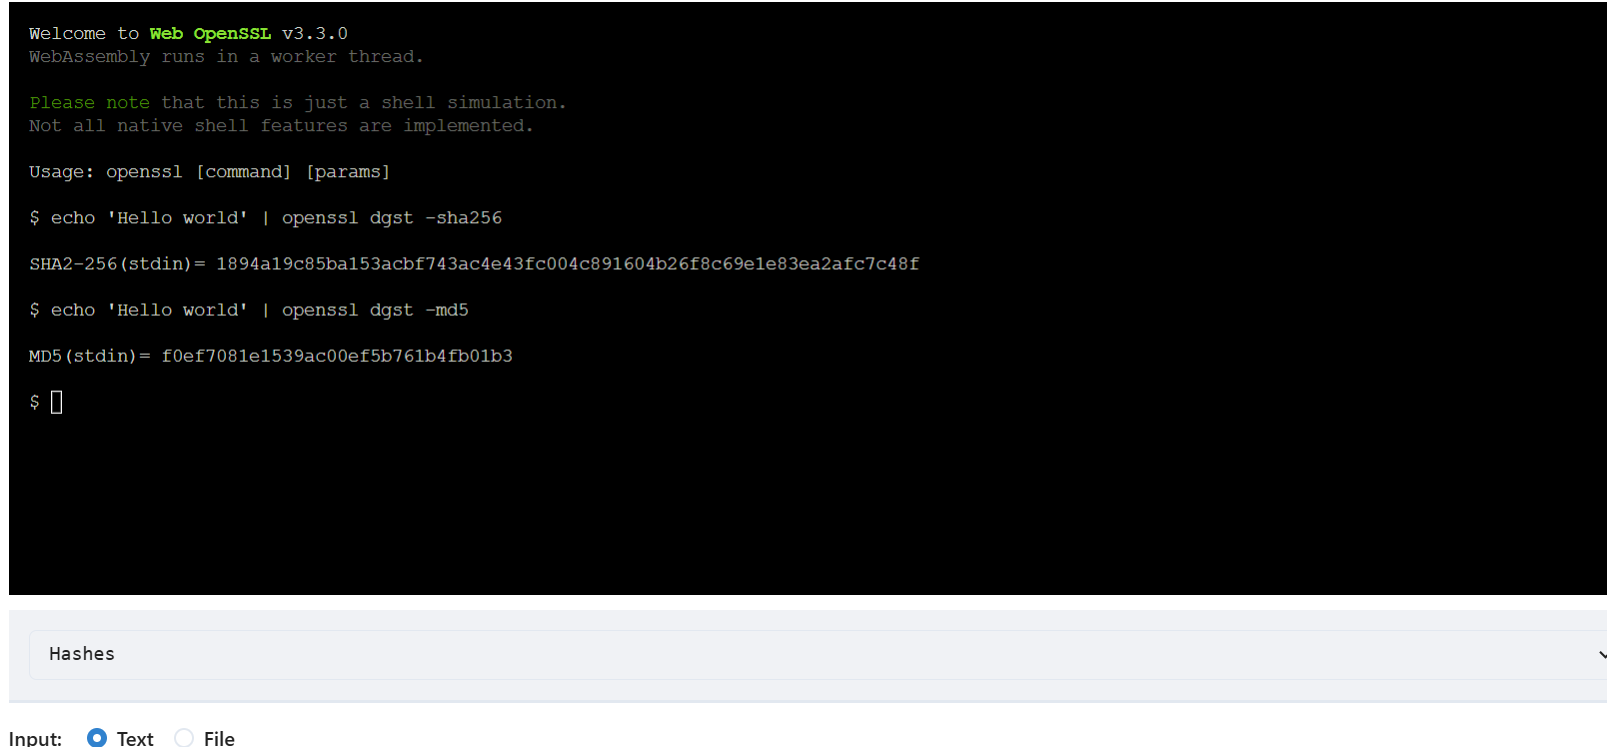 Welcome to Web OpenSSL v3.3.0
WebAssembly runs in a worker thread.
Please note that this is just a shell simulation.
Not all native shell features are implemented.
Usage: openssl [command] [params]
$ echo 'Hello world' | openssl dgst -sha256
SHA2-256(stdin)= 1894a19c85ba153acbf743ac4e43fc004c891604b26f8c69e1e83ea2afc7c48f
$ echo 'Hello world' | openssl dgst -md5
MD5(stdin)= f0ef7081e1539ac00ef5b761b4fb01b3
$
Hashes
Input: Text File